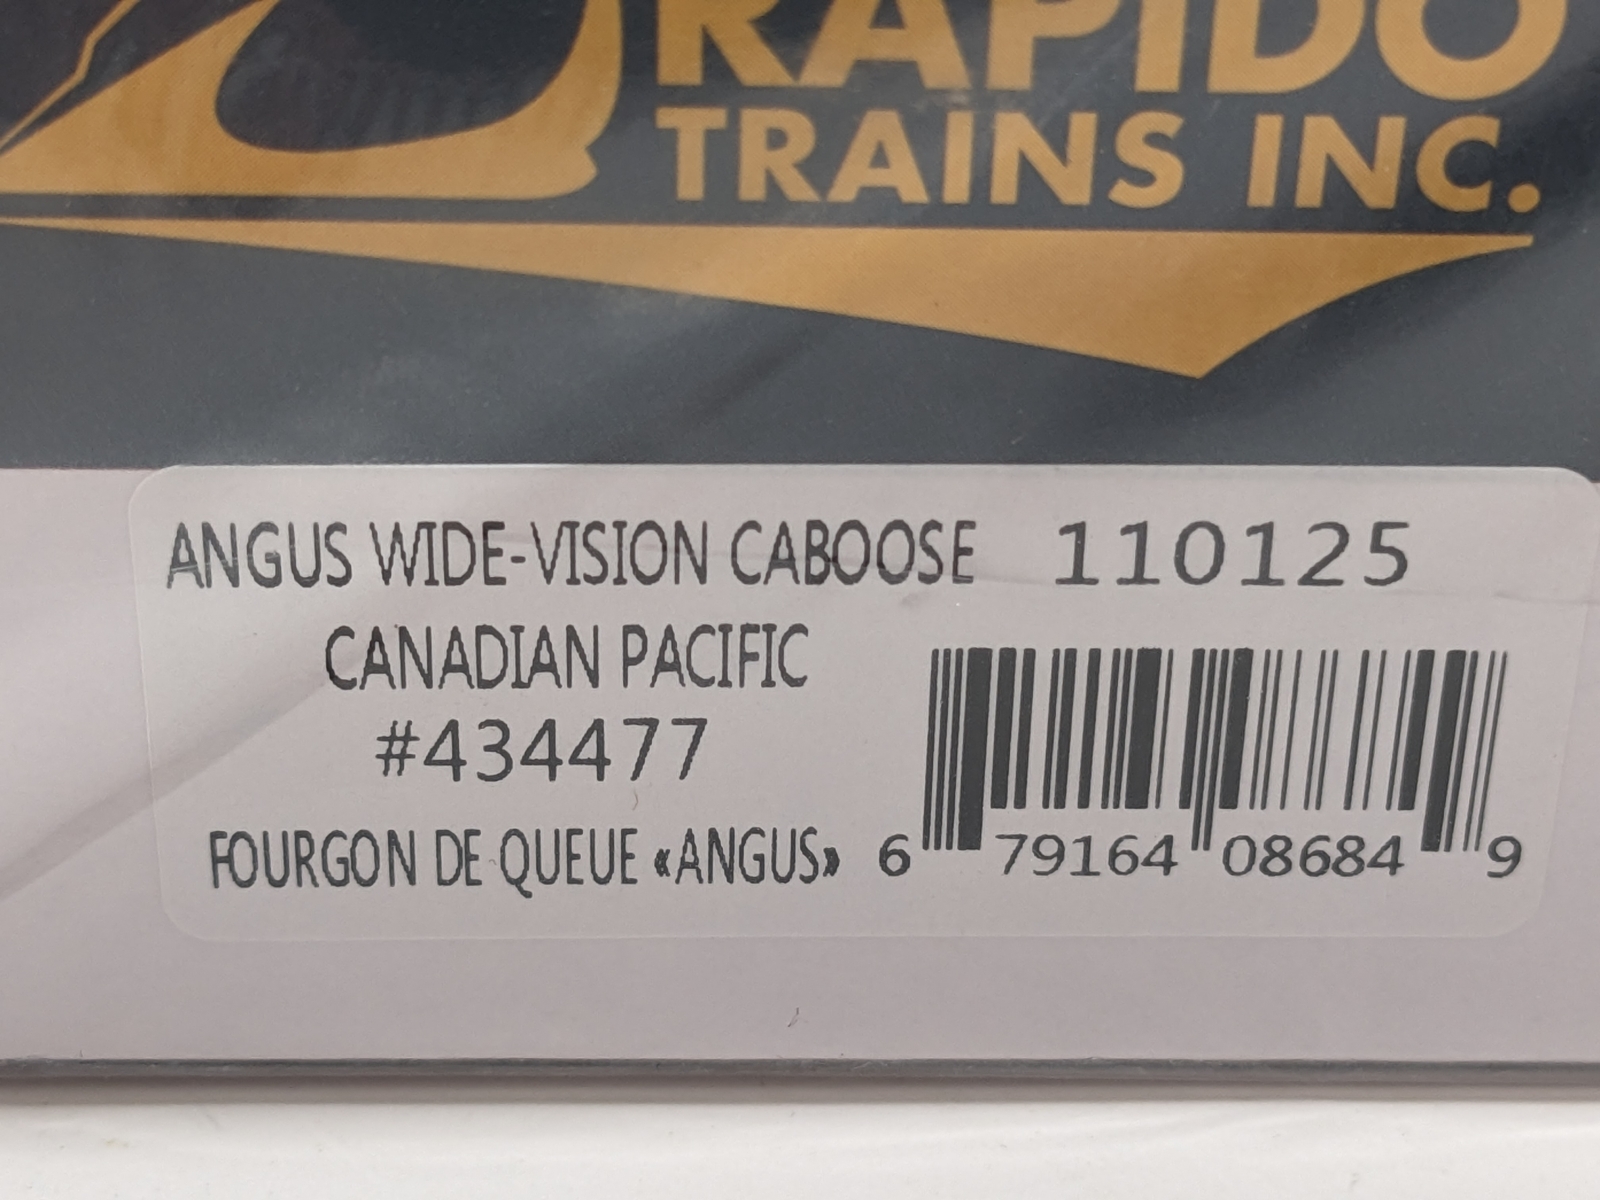 RAPIDO
TRAINS INC.
ANGUS WIDE-VISION CABOOSE 110125
CANADIAN PACIFIC
#434477
FOURGON DE QUEUE «ANGUS»
6 79164 08684 9